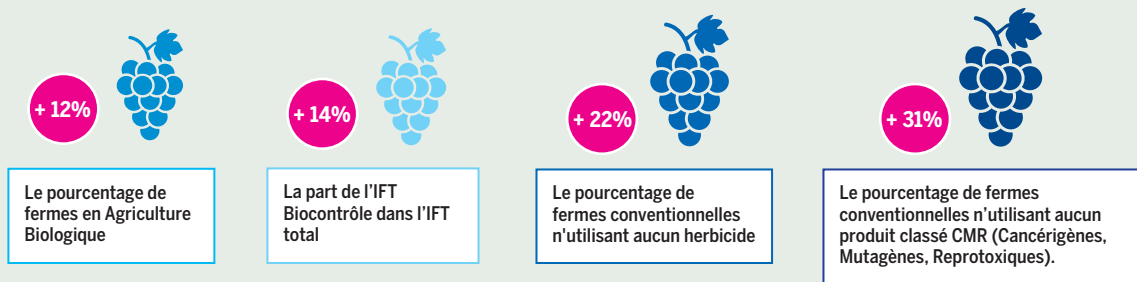 + 12%
Le pourcentage de
fermes en Agriculture
Biologique
+ 14%
La part de l'IFT
Biocontrôle dans l'IFT
total
+ 22%
Le pourcentage de
fermes conventionnelles
n'utilisant aucun herbicide
+ 31%
Le pourcentage de fermes
conventionnelles n'utilisant aucun
produit classé CMR (Cancérigènes,
Mutagènes, Reprotoxiques).